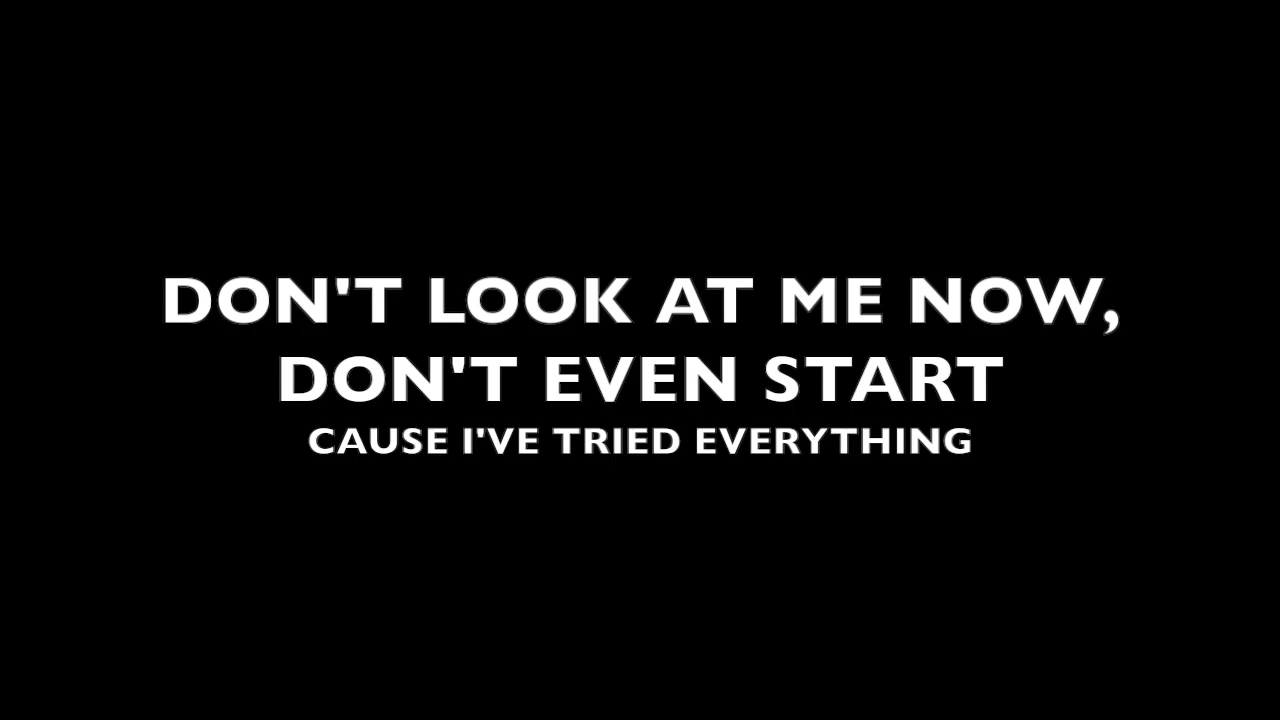 DON'T LOOK AT ME NOW,
DON'T EVEN START
CAUSE I'VE TRIED EVERYTHING